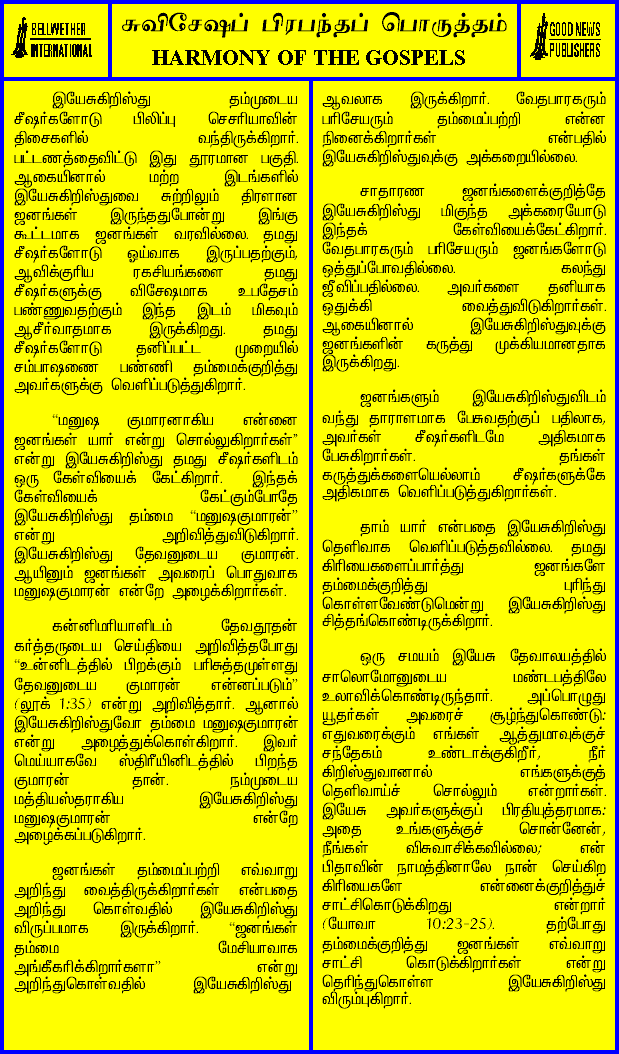 BELLWETHER
INTERNATIONAL
சுவிசேஷப் பிரபந்தப் பொருத்தம்
HARMONY OF THE GOSPELS
GOOD NEWS
PUBLISHERS
இயேசுகிறிஸ்து தம்முடைய
சீஷர்களோடு பிலிப்பு செசரியாவின்
திசைகளில் வந்திருக்கிறார்.
பட்டணத்தைவிட்டு இது தூரமான பகுதி.
ஆகையினால் மற்ற இடங்களில்
இயேசுகிறிஸ்துவை சுற்றிலும் திரளான
ஜனங்கள் இருந்ததுபோன்று இங்கு
கூட்டமாக ஜனங்கள் வரவில்லை. தமது
சீஷர்களோடு ஓய்வாக இருப்பதற்கும்,
ஆவிக்குரிய ரகசியங்களை தமது
சீஷர்களுக்கு விசேஷமாக உபதேசம்
பண்ணுவதற்கும் இந்த இடம் மிகவும்
ஆசீர்வாதமாக இருக்கிறது. தமது
சீஷர்களோடு தனிப்பட்ட முறையில்
சம்பாஷணை பண்ணி தம்மைக்குறித்து
அவர்களுக்கு வெளிப்படுத்துகிறார்.
“மனுஷ குமாரனாகிய என்னை
ஜனங்கள் யார் என்று சொல்லுகிறார்கள்”
என்று இயேசுகிறிஸ்து தமது சீஷர்களிடம்
ஒரு கேள்வியைக் கேட்கிறார். இந்தக்
கேள்வியைக் கேட்கும்போதே
இயேசுகிறிஸ்து தம்மை “மனுஷகுமாரன்”
என்று அறிவித்துவிடுகிறார்.
இயேசுகிறிஸ்து தேவனுடைய குமாரன்.
ஆயினும் ஜனங்கள் அவரைப் பொதுவாக
மனுஷகுமாரன் என்றே அழைக்கிறார்கள்.
கன்னிமரியாளிடம் தேவதூதன்
கர்த்தருடைய செய்தியை அறிவித்தபோது
“உன்னிடத்தில் பிறக்கும் பரிசுத்தமுள்ளது
தேவனுடைய குமாரன் என்னப்படும்”
(லூக் 1:35) என்று அறிவித்தார். ஆனால்
இயேசுகிறிஸ்துவோ தம்மை மனுஷகுமாரன்
என்று அழைத்துக்கொள்கிறார். இவர்
மெய்யாகவே ஸ்திரீயினிடத்தில் பிறந்த
குமாரன் தான். நம்முடைய
மத்தியஸ்தராகிய இயேசுகிறிஸ்து
மனுஷகுமாரன் என்றே
அழைக்கப்படுகிறார்.
ஜனங்கள் தம்மைப்பற்றி எவ்வாறு
அறிந்து வைத்திருக்கிறார்கள் என்பதை
அறிந்து கொள்வதில் இயேசுகிறிஸ்து
விருப்பமாக இருக்கிறார். “ஜனங்கள்
தம்மை மேசியாவாக
அங்கீகரிக்கிறார்களா” என்று
அறிந்துகொள்வதில் இயேசுகிறிஸ்து
ஆவலாக இருக்கிறார். வேதபாரகரும்
பரிசேயரும் தம்மைப்பற்றி என்ன
நினைக்கிறார்கள் என்பதில்
இயேசுகிறிஸ்துவுக்கு அக்கறையில்லை.
சாதாரண ஜனங்களைக்குறித்தே
இயேசுகிறிஸ்து மிகுந்த அக்கரையோடு
இந்தக் கேள்வியைக்கேட்கிறார்.
வேதபாரகரும் பரிசேயரும் ஜனங்களோடு
ஒத்துப்போவதில்லை. கலந்து
ஜீவிப்பதில்லை. அவர்களை தனியாக
ஒதுக்கி வைத்துவிடுகிறார்கள்.
ஆகையினால் இயேசுகிறிஸ்துவுக்கு
ஜனங்களின் கருத்து முக்கியமானதாக
இருக்கிறது.
ஜனங்களும் இயேசுகிறிஸ்துவிடம்
வந்து தாராளமாக பேசுவதற்குப் பதிலாக,
அவர்கள் சீஷர்களிடமே அதிகமாக
பேசுகிறார்கள். தங்கள்
கருத்துக்களையெல்லாம் சீஷர்களுக்கே
அதிகமாக வெளிப்படுத்துகிறார்கள்.
தாம் யார் என்பதை இயேசுகிறிஸ்து
தெளிவாக வெளிப்படுத்தவில்லை. தமது
கிரியைகளைப்பார்த்து ஜனங்களே
தம்மைக்குறித்து புரிந்து
கொள்ளவேண்டுமென்று இயேசுகிறிஸ்து
சித்தங்கொண்டிருக்கிறார்.
ஒரு சமயம் இயேசு தேவாலயத்தில்
சாலொமோனுடைய மண்டபத்திலே
உலாவிக்கொண்டிருந்தார். அப்பொழுது
யூதர்கள் அவரைச் சூழ்ந்துகொண்டு:
எதுவரைக்கும் எங்கள் ஆத்துமாவுக்குச்
சந்தேகம் உண்டாக்குகிறீர், நீர்
கிறிஸ்துவானால் எங்களுக்குத்
தெளிவாய்ச் சொல்லும் என்றார்கள்.
இயேசு அவர்களுக்குப் பிரதியுத்தரமாக:
அதை உங்களுக்குச் சொன்னேன்,
நீங்கள் விசுவாசிக்கவில்லை; என்
பிதாவின் நாமத்தினாலே நான் செய்கிற
கிரியைகளே என்னைக்குறித்துச்
சாட்சிகொடுக்கிறது என்றார்
(யோவா 10:23-25). தற்போது
தம்மைக்குறித்து ஜனங்கள் எவ்வாறு
சாட்சி கொடுக்கிறார்கள் என்று
தெரிந்துகொள்ள இயேசுகிறிஸ்து
விரும்புகிறார்.